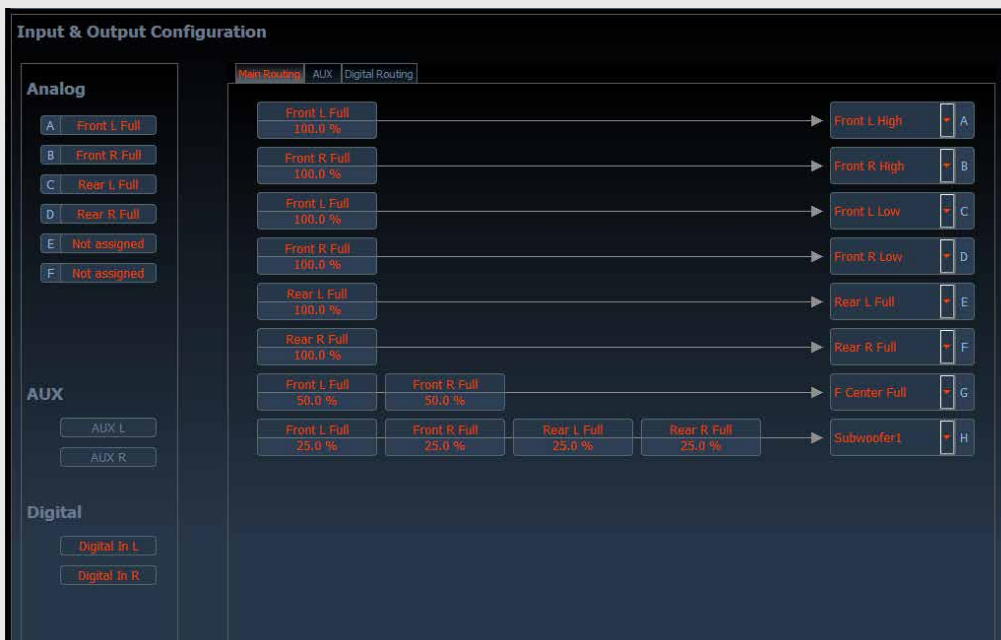 Input & Output Configuration
Analog
A Front L Full
B Front R Full
C Rear L Full
D Rear R Full
E Not assigned
F Not assigned
AUX
AUX L
AUX R
Digital
Digital In L
Digital In R
Main Routing AUX Digital Routing
Front L Full
100.0 %
Front L High A
Front R Full
100.0 %
Front R High B
Front L Full
100.0 %
Front L Low C
Front R Full
100.0 %
Front R Low D
Rear L Full
100.0 %
Rear L Full E
Rear R Full
100.0 %
Rear R Full F
Front L Full Front R Full
50.0 % 50.0 %
F Center Full G
Front L Full Front R Full Rear L Full Rear R Full
25.0 % 25.0 % 25.0 % 25.0 %
Subwoofer1 H